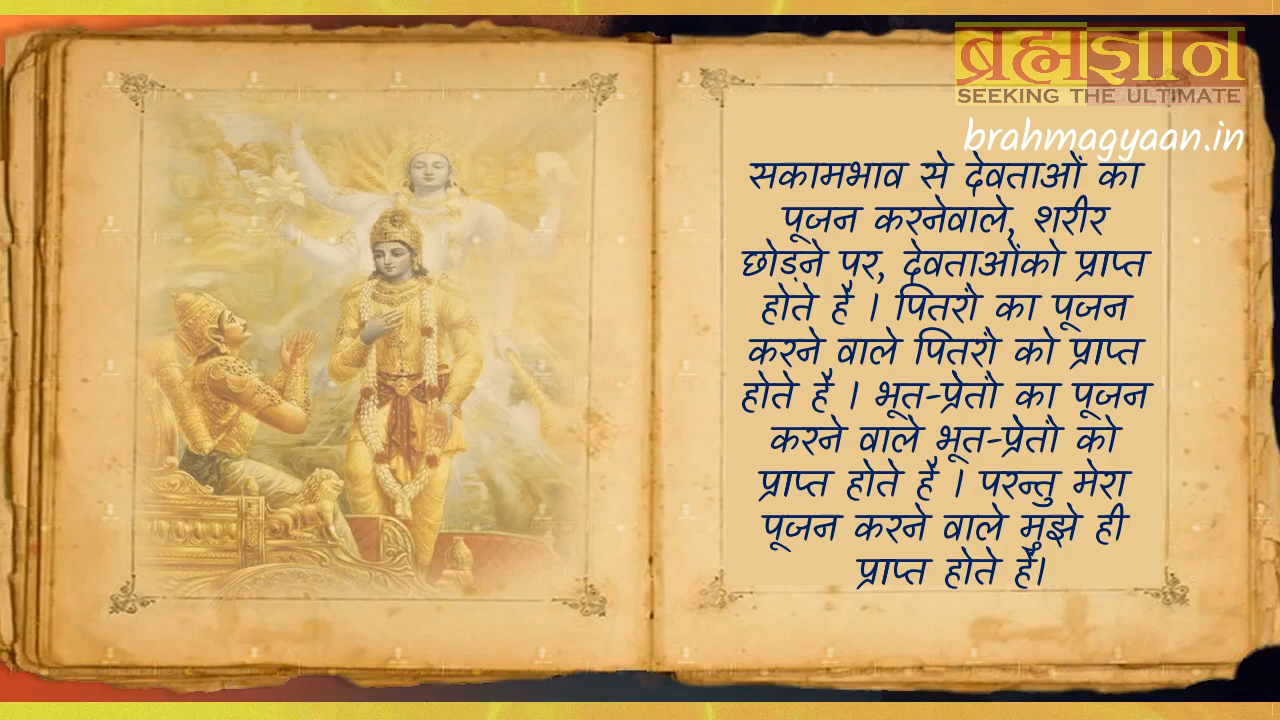 ब्रह्मज्ञान
SEEKING THE ULTIMATE
brahmagyaan.in
सकामभाव से देवताओं का
पूजन करनेवाले, शरीर
छोड़ने पर, देवताओंको प्राप्त
होते है । पितरौ का पूजन
करने वाले पितरौ को प्राप्त
होते है । भूत-प्रेतौ का पूजन
करने वाले भूत-प्रेतौ को
प्राप्त होते है । परन्तु मेरा
पूजन करने वाले मुझे ही
प्राप्त होते हैं।